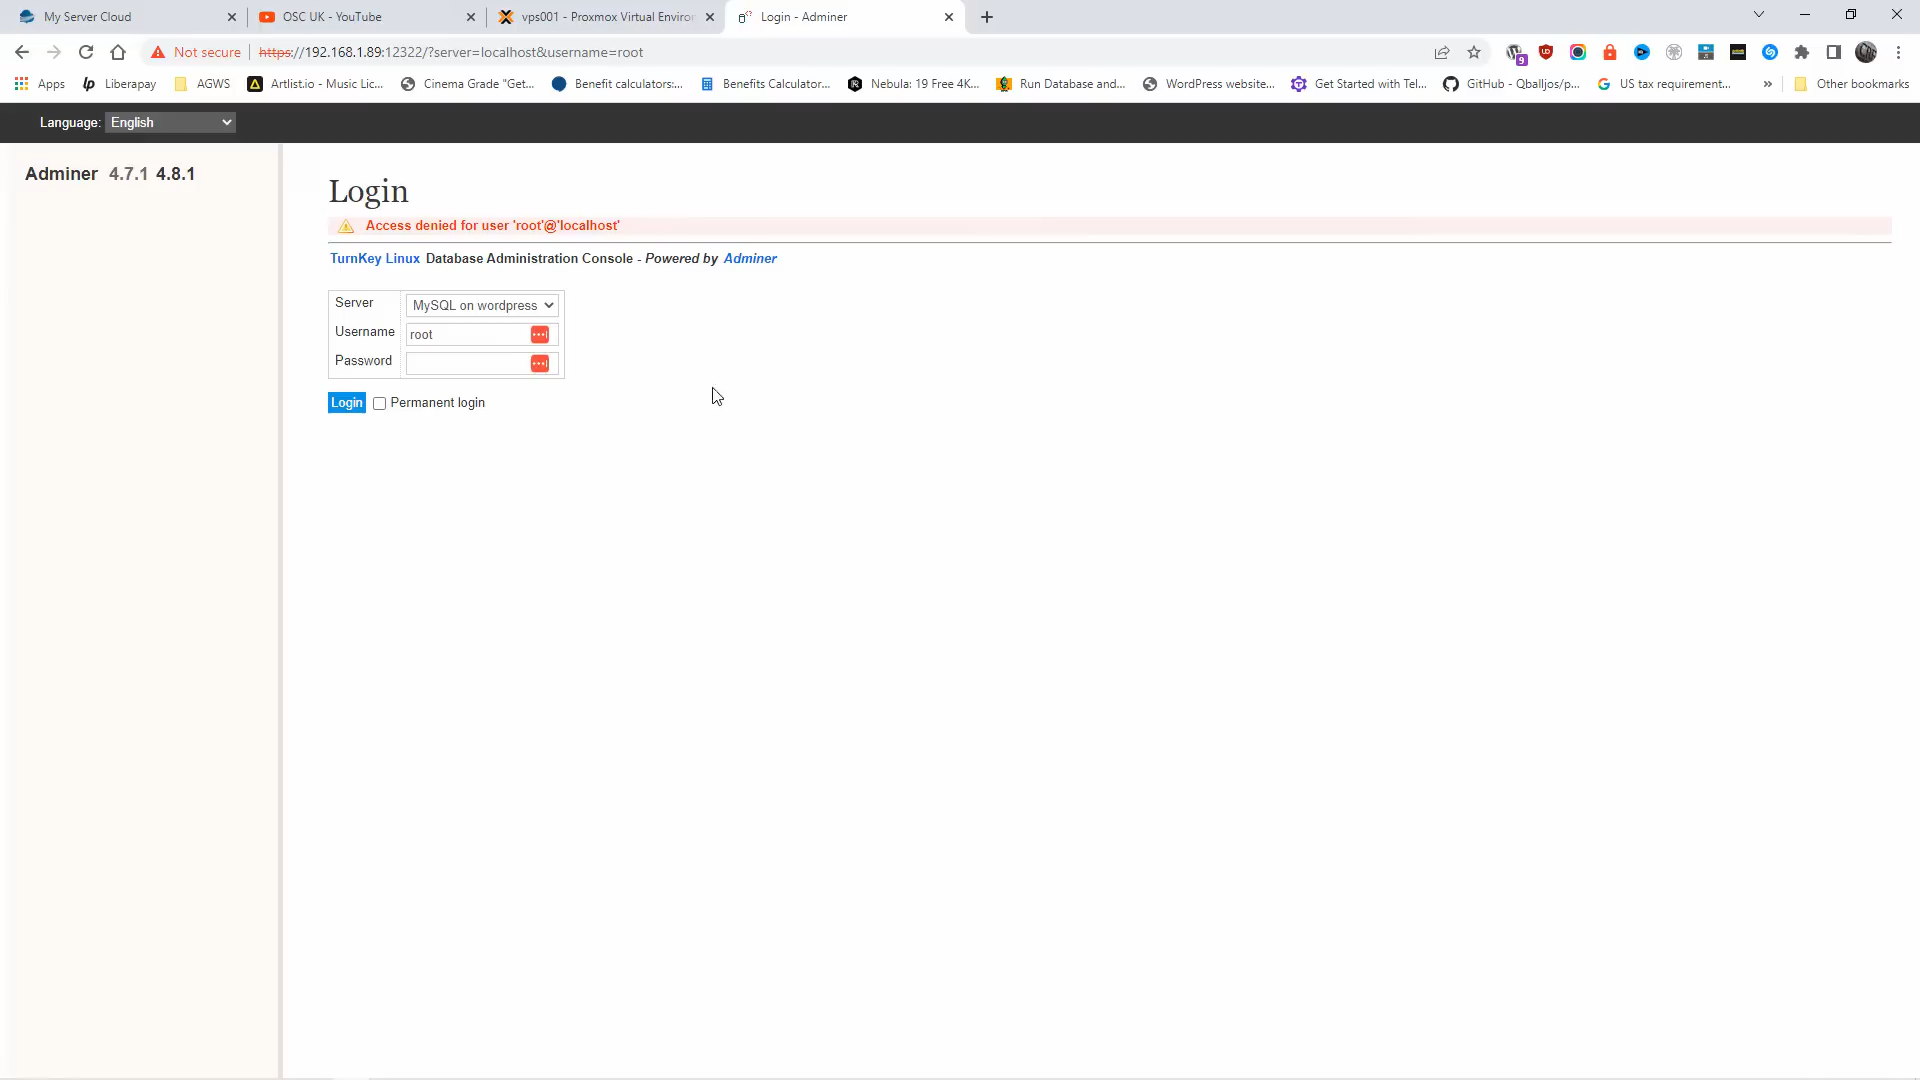 My Server Cloud
OSC UK - YouTube
vps001 - Proxmox Virtual Enviror
Login - Adminer
Not secure
https://192.168.1.89:12322/?server=localhost&username=root
9
Apps
Liberapay
AGWS
Artlist.io - Music Lic...
Cinema Grade "Get...
Benefit calculators:...
Benefits Calculator...
Nebula: 19 Free 4K...
Run Database and...
WordPress website...
Get Started with Tel...
GitHub - Qballjos/p...
US tax requirement...
»
Other bookmarks
Language: English
Adminer 4.7.1 4.8.1
Login
Access denied for user 'root'@'localhost'
TurnKey Linux Database Administration Console - Powered by Adminer
Server MySQL on wordpress
Username root
Password
Login Permanent login